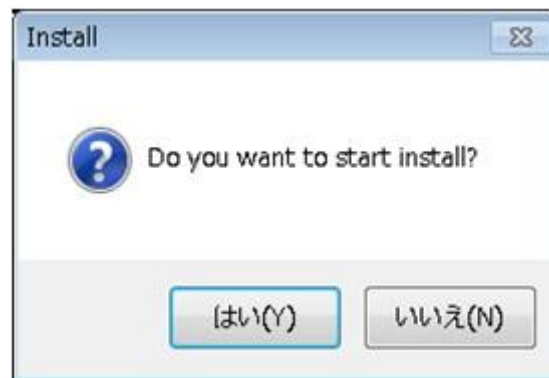 Install
Do you want to start install?
はい(Y)
いいえ(N)